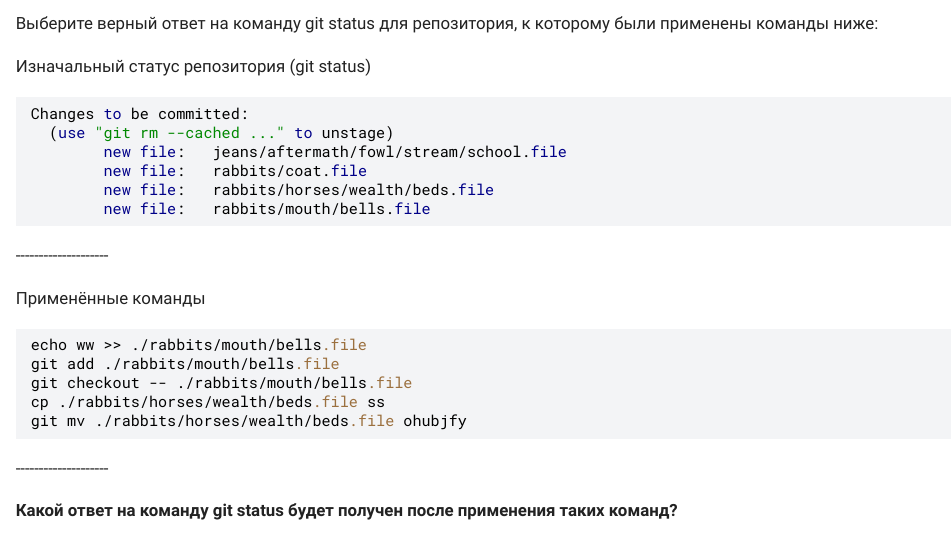 Выберите верный ответ на команду git status для репозитория, к которому были применены команды ниже:
Изначальный статус репозитория (git status)
Changes to be committed:
(use "git rm --cached ..." to unstage)
new file: jeans/aftermath/fowl/stream/school.file
new file: rabbits/coat.file
new file: rabbits/horses/wealth/beds.file
new file: rabbits/mouth/bells.file
--------------------
Применённые команды
echo ww >> ./rabbits/mouth/bells.file
git add ./rabbits/mouth/bells.file
git checkout -- ./rabbits/mouth/bells.file
cp ./rabbits/horses/wealth/beds.file ss
git mv ./rabbits/horses/wealth/beds.file ohubjfy
--------------------
Какой ответ на команду git status будет получен после применения таких команд?